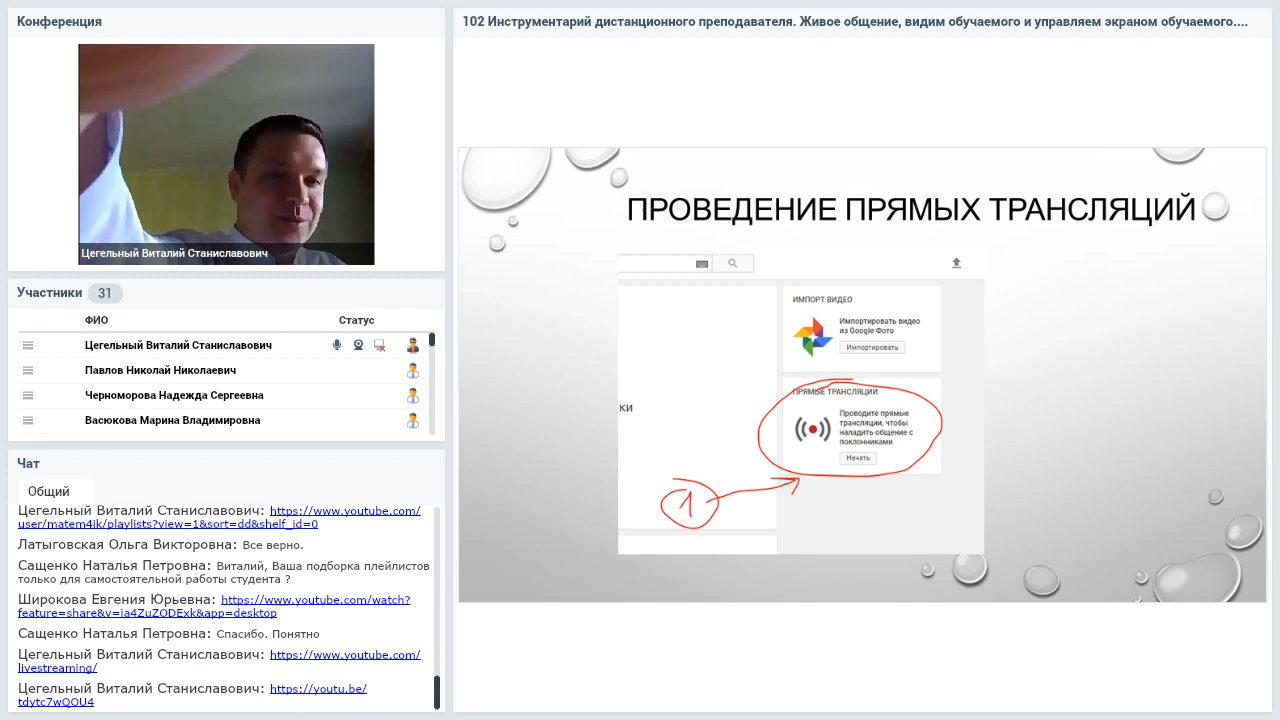 Конференция
Цегельный Виталий Станиславович
Участники 31
ФИО Статус
Цегельный Виталий Станиславович
Павлов Николай Николаевич
Черноморова Надежда Сергеевна
Васюкова Марина Владимировна
Чат
Общий
Цегельный Виталий Станиславович: https://www.youtube.com/
user/matem4ik/playlists?view=1&sort=dd&shelf_id=0
Латыговская Ольга Викторовна: Все верно.
Сащенко Наталья Петровна: Виталий, Ваша подборка плейлистов
только для самостоятельной работы студента ?
Широкова Евгения Юрьевна: https://www.youtube.com/watch?
feature=share&v=ia4ZuZODExk&app=desktop
Сащенко Наталья Петровна: Спасибо. Понятно
Цегельный Виталий Станиславович: https://www.youtube.com/
livestreaming/
Цегельный Виталий Станиславович: https://youtu.be/
tdytc7wQOU4
102 Инструментарий дистанционного преподавателя. Живое общение, видим обучаемого и управляем экраном обучаемого....
ПРОВЕДЕНИЕ ПРЯМЫХ ТРАНСЛЯЦИЙ
ИМПОРТ ВИДЕО
Импортировать видео
из Google Фото
Импортировать
ПРЯМЫЕ ТРАНСЛЯЦИИ
ки
Проводите прямые
трансляции, чтобы
наладить общение с
поклонниками
Начать
1